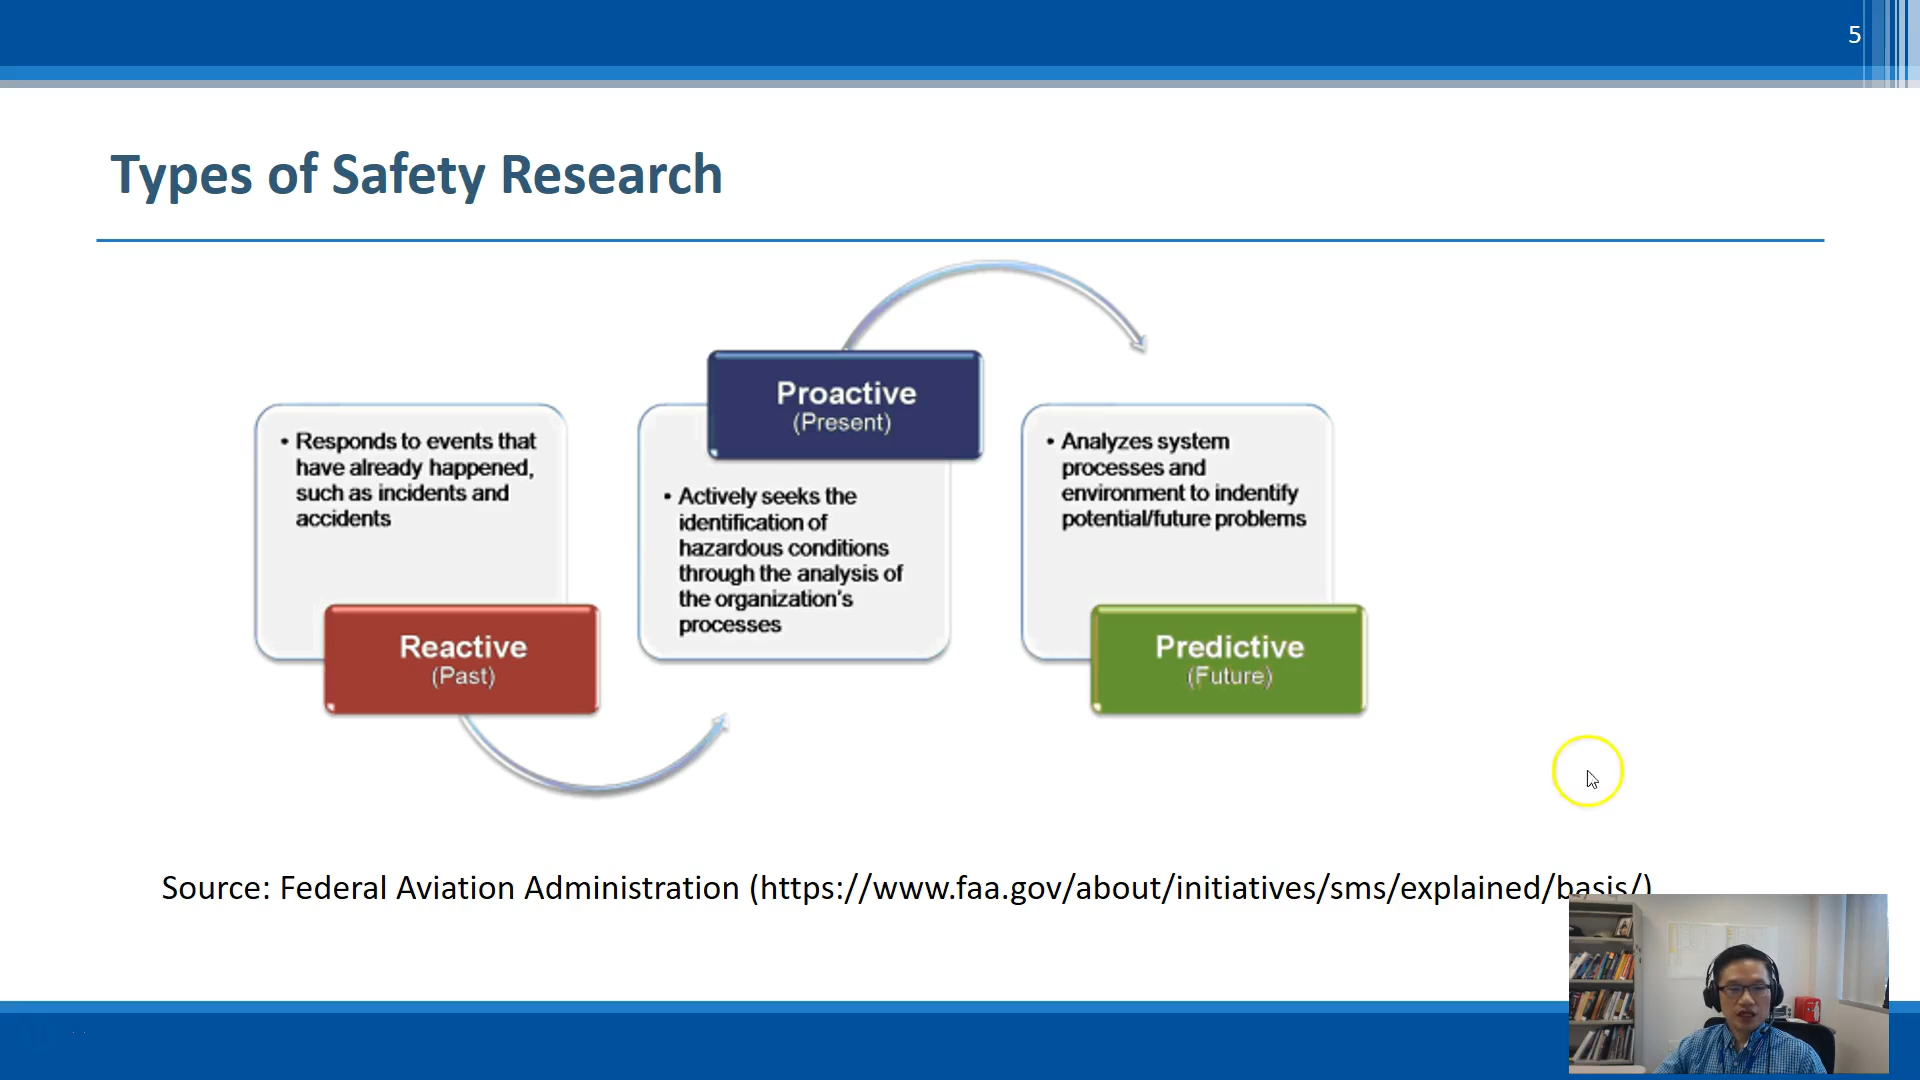 5
Types of Safety Research
• Responds to events that
have already happened,
such as incidents and
accidents
Reactive
(Past)
Proactive
(Present)
• Actively seeks the
identification of
hazardous conditions
through the analysis of
the organization's
processes
• Analyzes system
processes and
environment to indentify
potential/future problems
Predictive
(Future)
Source: Federal Aviation Administration (https://www.faa.gov/about/initiatives/sms/explained/basis/)